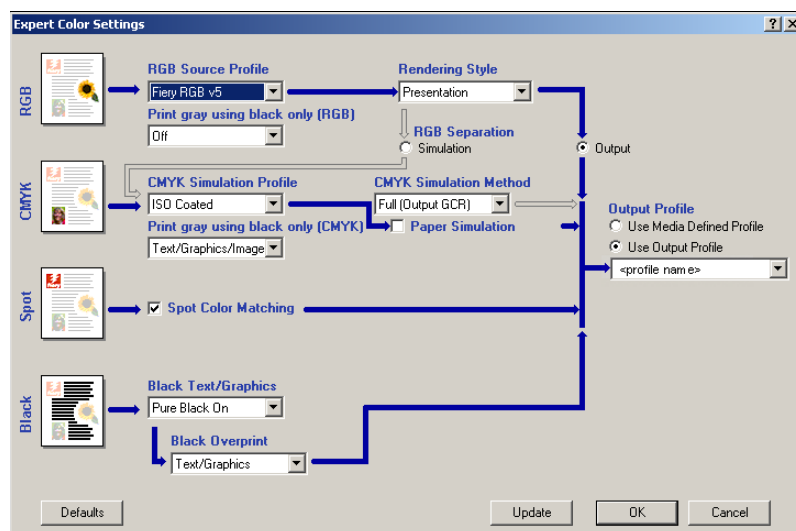 Expert Color Settings
RGB
RGB Source Profile
Rendering Style
Fiery RGB v5
Presentation
Print gray using black only (RGB)
Off
RGB Separation
Simulation
Output
CMYK
CMYK Simulation Profile
CMYK Simulation Method
ISO Coated
Full (Output GCR)
Print gray using black only (CMYK)
Paper Simulation
Text/Graphics/Image
Output Profile
Use Media Defined Profile
Use Output Profile
<profile name>
Spot
Spot Color Matching
Black
Black Text/Graphics
Pure Black On
Black Overprint
Text/Graphics
Defaults
Update
OK
Cancel